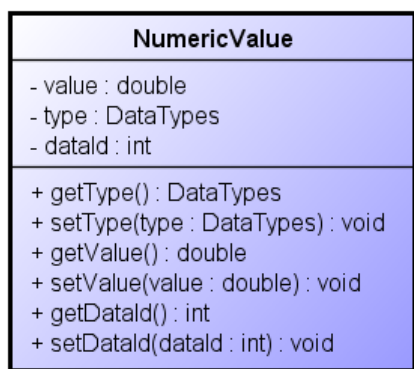 NumericValue
- value : double
- type : DataTypes
- dataId : int
+ getType() : DataTypes
+ setType(type : DataTypes) : void
+ getValue() : double
+ setValue(value : double) : void
+ getDataId() : int
+ setDataId(dataId : int) : void